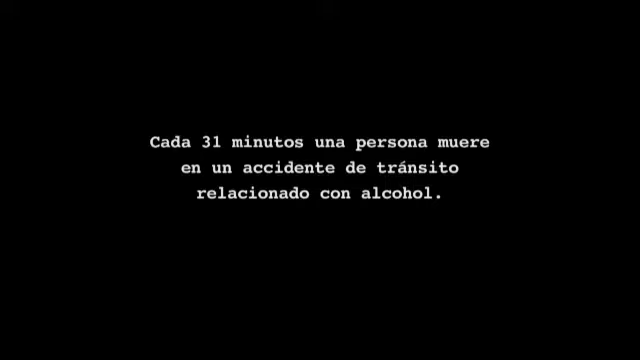 Cada 31 minutos una persona muere
en un accidente de tránsito
relacionado con alcohol.